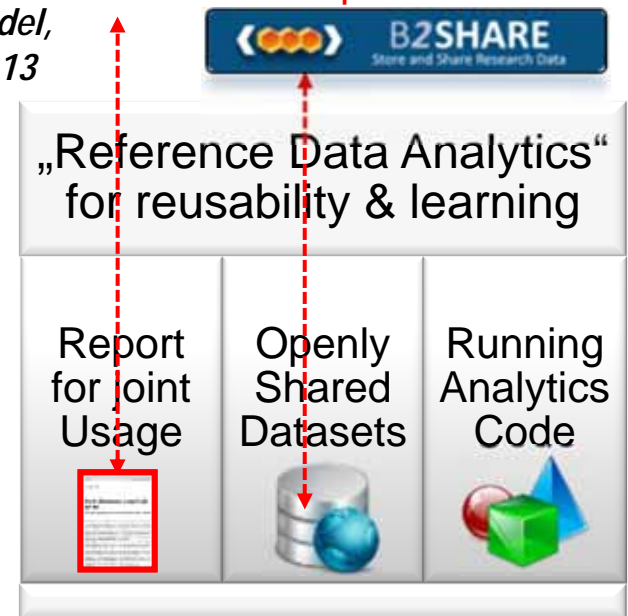 del,
13
B2SHARE
Store and Share Research Data
„Reference Data Analytics“
for reusability & learning
Report
for joint
Usage
Openly
Shared
Datasets
Running
Analytics
Code